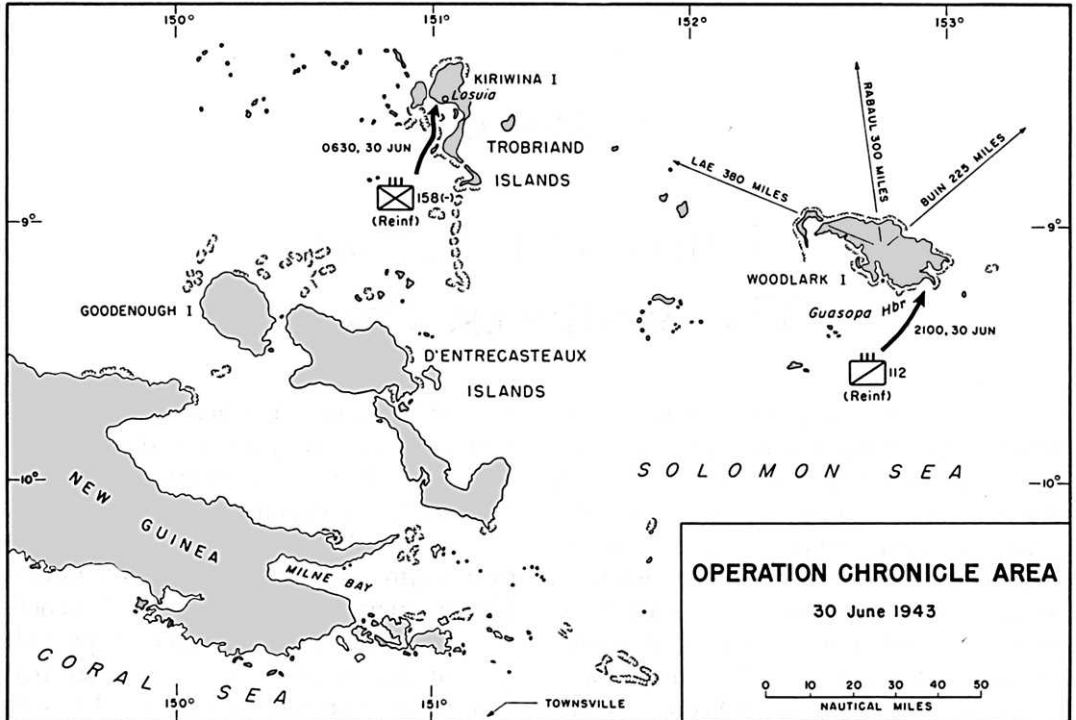 150°
151°
152°
153°
KIRIWINA I
Losuia
0630, 30 JUN
TROBRIAND
ISLANDS
158(-)
(Reinf)
LAE 380 MILES
RABAUL 300 MILES
BUIN 225 MILES
-9°
9°-
WOODLARK I
Guasopa Hbr
2100, 30 JUN
112
(Reinf)
GOODENOUGH I
D'ENTRECASTEAUX
ISLANDS
SOLOMON SEA
-10°
-10°
NEW GUINEA
MILNE BAY
CORAL SEA
OPERATION CHRONICLE AREA
30 June 1943
0 10 20 30 40 50
NAUTICAL MILES
150°
151°
TOWNSVILLE